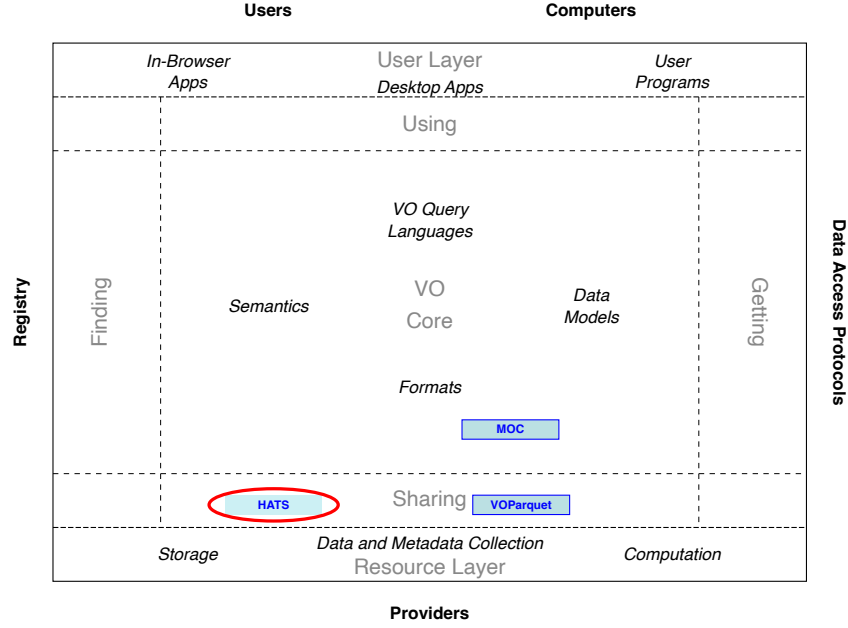 Users
Computers
In-Browser
Apps
User Layer
Desktop Apps
User
Programs
Using
VO Query
Languages
Registry
Finding
Semantics
VO
Core
Data
Models
Getting
Data Access Protocols
Formats
MOC
HATS
Sharing
VOParquet
Storage
Data and Metadata Collection
Resource Layer
Computation
Providers